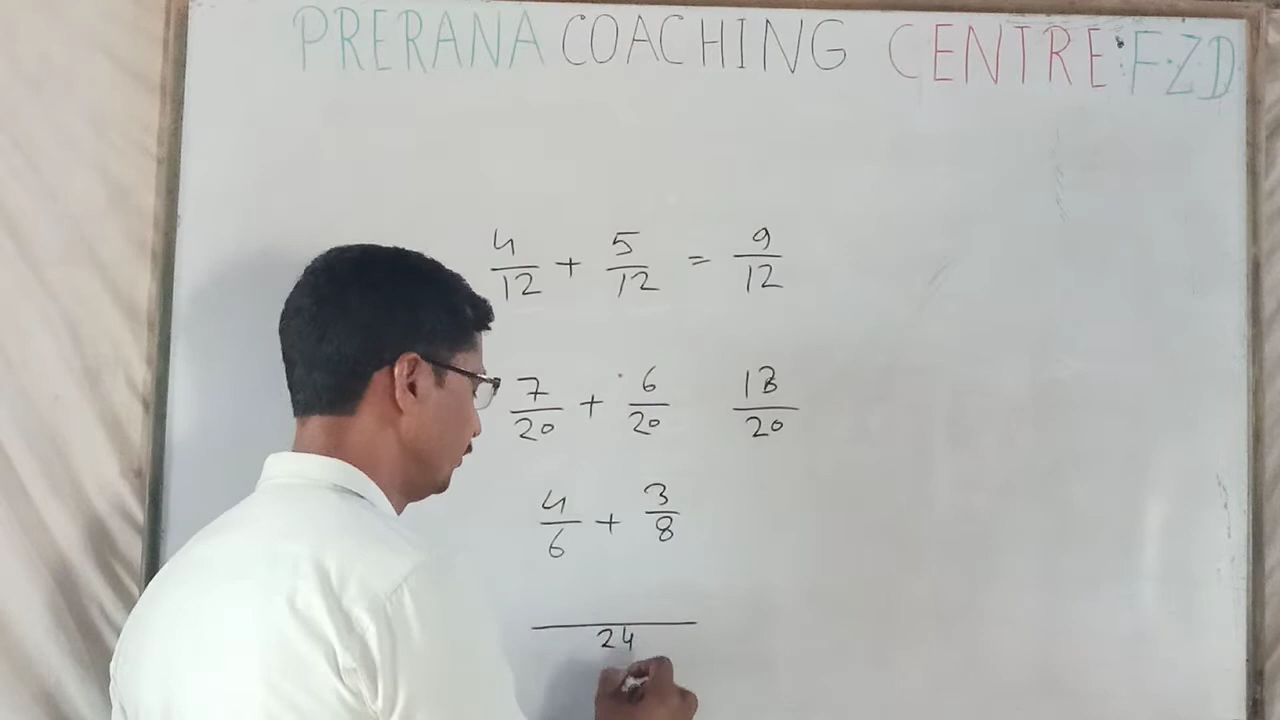 PRERANA COACHING CENTRE: F.Z.D
4/12 + 5/12 = 9/12
7/20 + 6/20 13/20
4/6 + 3/8
/24